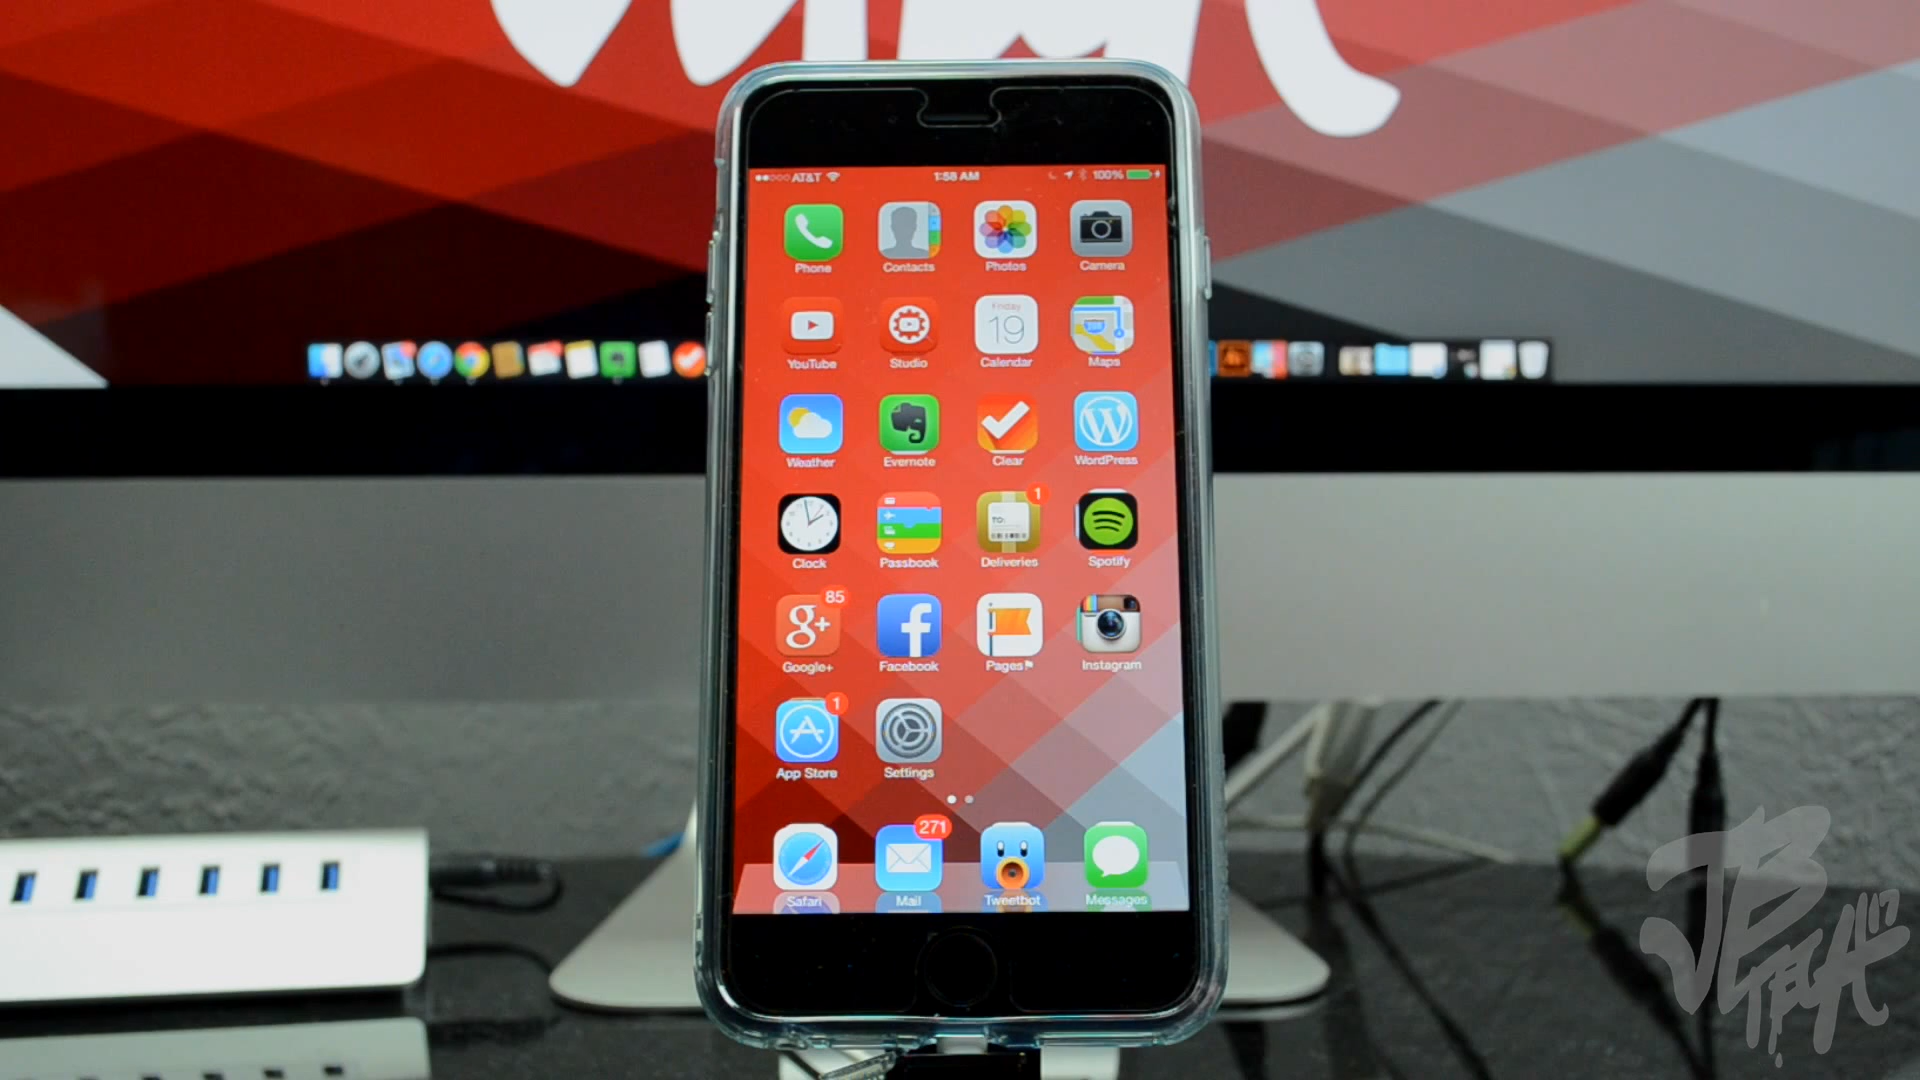 AT&T 1:58 AM 100%
Phone Contacts Photos Camera
Friday
19
YouTube Studio Calendar Maps
Weather Evernote Clear WordPress
1
TO:
Clock Passbook Deliveries Spotify
85
g+ f
Google+ Facebook Pages Instagram
1
App Store Settings
271
Safari Mail Tweetbot Messages
JB